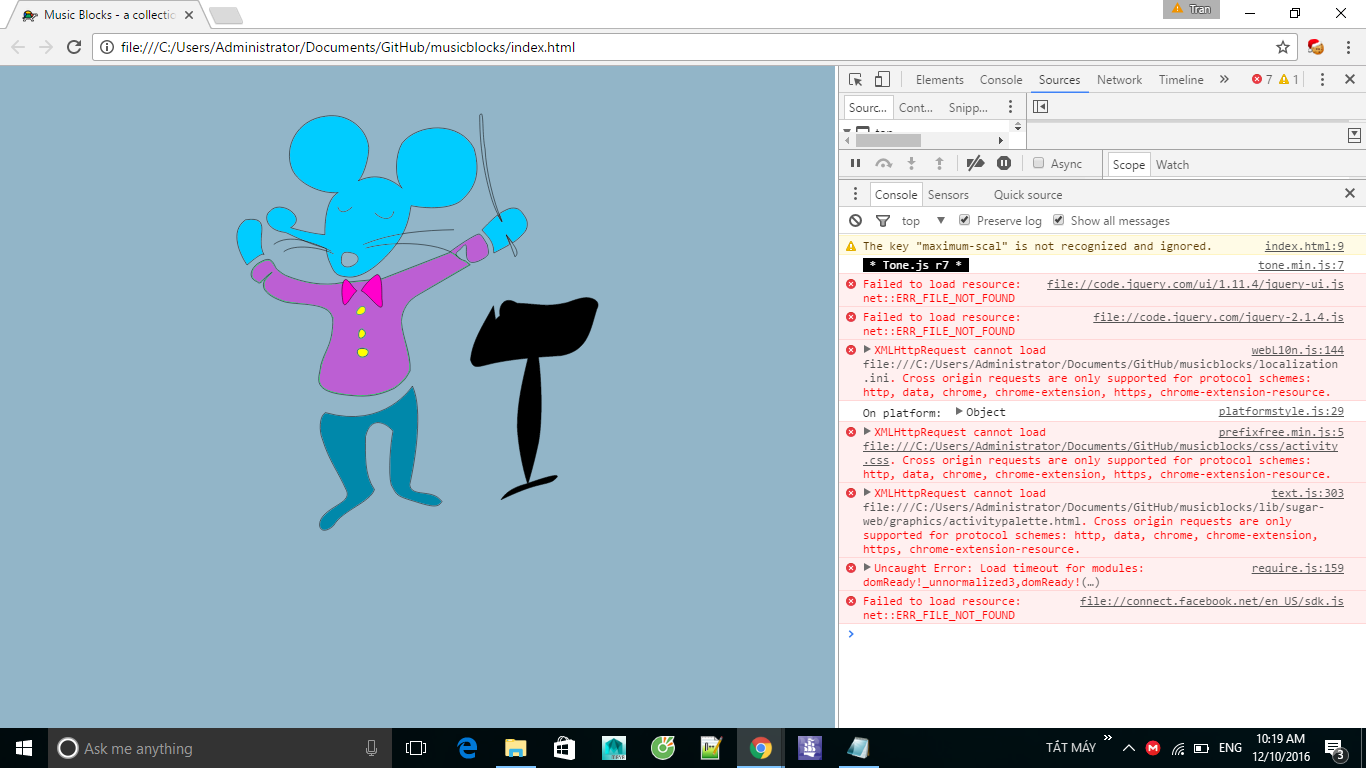 Music Blocks - a collectio
Tran
file:///C:/Users/Administrator/Documents/GitHub/musicblocks/index.html
Elements Console Sources Network Timeline » 7 1
Sourc... Cont... Snipp...
top
Async Scope Watch
Console Sensors Quick source
top Preserve log Show all messages
The key "maximum-scal" is not recognized and ignored. index.html:9
* Tone.js r7 * tone.min.js:7
Failed to load resource: file://code.jquery.com/ui/1.11.4/jquery-ui.js
net::ERR_FILE_NOT_FOUND
Failed to load resource: file://code.jquery.com/jquery-2.1.4.js
net::ERR_FILE_NOT_FOUND
XMLHttpRequest cannot load webL10n.js:144
file:///C:/Users/Administrator/Documents/GitHub/musicblocks/localization
.ini. Cross origin requests are only supported for protocol schemes:
http, data, chrome, chrome-extension, https, chrome-extension-resource.
On platform: Object platformstyle.js:29
XMLHttpRequest cannot load prefixfree.min.js:5
file:///C:/Users/Administrator/Documents/GitHub/musicblocks/css/activity
.css. Cross origin requests are only supported for protocol schemes:
http, data, chrome, chrome-extension, https, chrome-extension-resource.
XMLHttpRequest cannot load text.js:303
file:///C:/Users/Administrator/Documents/GitHub/musicblocks/lib/sugar-
web/graphics/activitypalette.html. Cross origin requests are only
supported for protocol schemes: http, data, chrome, chrome-extension,
https, chrome-extension-resource.
Uncaught Error: Load timeout for modules: require.js:159
domReady!_unnormalized3,domReady!(…)
Failed to load resource: file://connect.facebook.net/en_US/sdk.js
net::ERR_FILE_NOT_FOUND
Ask me anything
TẮT MÁY » ENG 10:19 AM
12/10/2016 3